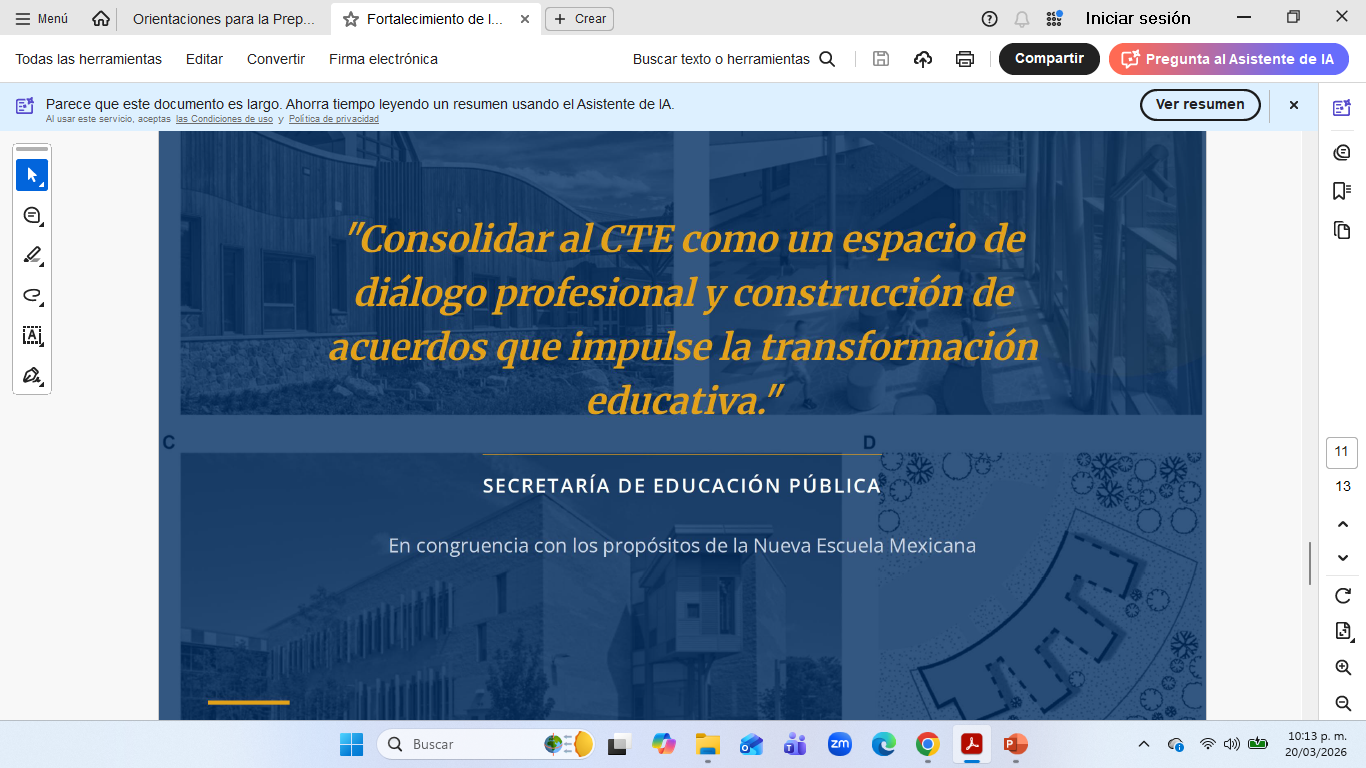 Menú
Orientaciones para la Prep...
Fortalecimiento de l...
Crear
Iniciar sesión
Todas las herramientas
Editar
Convertir
Firma electrónica
Buscar texto o herramientas
Compartir
Pregunta al Asistente de IA
Parece que este documento es largo. Ahorra tiempo leyendo un resumen usando el Asistente de IA.
Al usar este servicio, aceptas las Condiciones de uso y Política de privacidad
Ver resumen
"Consolidar al CTE como un espacio de
diálogo profesional y construcción de
acuerdos que impulse la transformación
educativa."
C
D
SECRETARÍA DE EDUCACIÓN PÚBLICA
En congruencia con los propósitos de la Nueva Escuela Mexicana
11
13
Buscar
zm
10:13 p. m.
20/03/2026